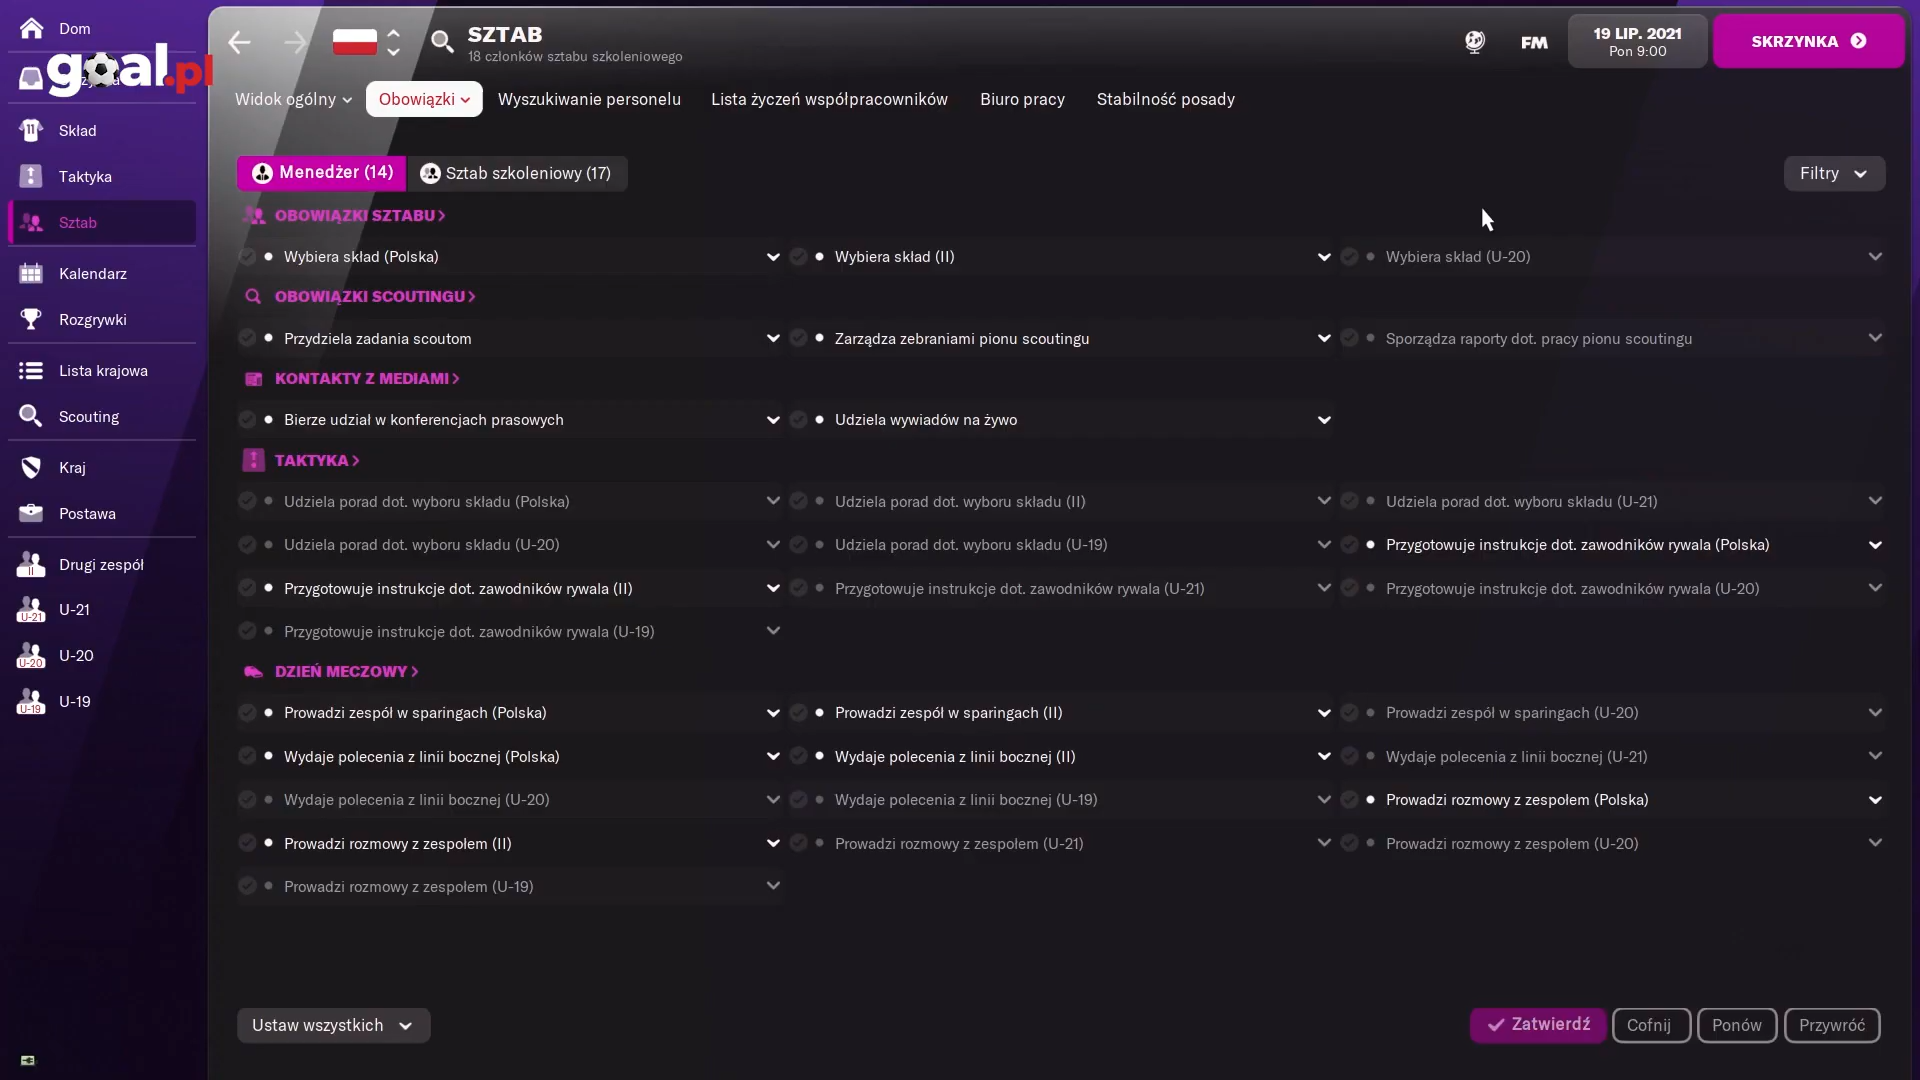 Dom
goal.pl
Skład
Taktyka
Sztab
Kalendarz
Rozgrywki
Lista krajowa
Scouting
Kraj
Postawa
II
Drugi zespół
U-21
U-21
U-20
U-20
U-19
U-19
SZTAB
18 członków sztabu szkoleniowego
FM
19 LIP. 2021
Pon 9:00
SKRZYNKA
Widok ogólny
Obowiązki
Wyszukiwanie personelu
Lista życzeń współpracowników
Biuro pracy
Stabilność posady
Menedżer (14)
Sztab szkoleniowy (17)
Filtry
OBOWIĄZKI SZTABU
Wybiera skład (Polska)
Wybiera skład (II)
Wybiera skład (U-20)
OBOWIĄZKI SCOUTINGU
Przydziela zadania scoutom
Zarządza zebraniami pionu scoutingu
Sporządza raporty dot. pracy pionu scoutingu
KONTAKTY Z MEDIAMI
Bierze udział w konferencjach prasowych
Udziela wywiadów na żywo
TAKTYKA
Udziela porad dot. wyboru składu (Polska)
Udziela porad dot. wyboru składu (II)
Udziela porad dot. wyboru składu (U-21)
Udziela porad dot. wyboru składu (U-20)
Udziela porad dot. wyboru składu (U-19)
Przygotowuje instrukcje dot. zawodników rywala (Polska)
Przygotowuje instrukcje dot. zawodników rywala (II)
Przygotowuje instrukcje dot. zawodników rywala (U-21)
Przygotowuje instrukcje dot. zawodników rywala (U-20)
Przygotowuje instrukcje dot. zawodników rywala (U-19)
DZIEŃ MECZOWY
Prowadzi zespół w sparingach (Polska)
Prowadzi zespół w sparingach (II)
Prowadzi zespół w sparingach (U-20)
Wydaje polecenia z linii bocznej (Polska)
Wydaje polecenia z linii bocznej (II)
Wydaje polecenia z linii bocznej (U-21)
Wydaje polecenia z linii bocznej (U-20)
Wydaje polecenia z linii bocznej (U-19)
Prowadzi rozmowy z zespołem (Polska)
Prowadzi rozmowy z zespołem (II)
Prowadzi rozmowy z zespołem (U-21)
Prowadzi rozmowy z zespołem (U-20)
Prowadzi rozmowy z zespołem (U-19)
Ustaw wszystkich
Zatwierdź
Cofnij
Ponów
Przywróć